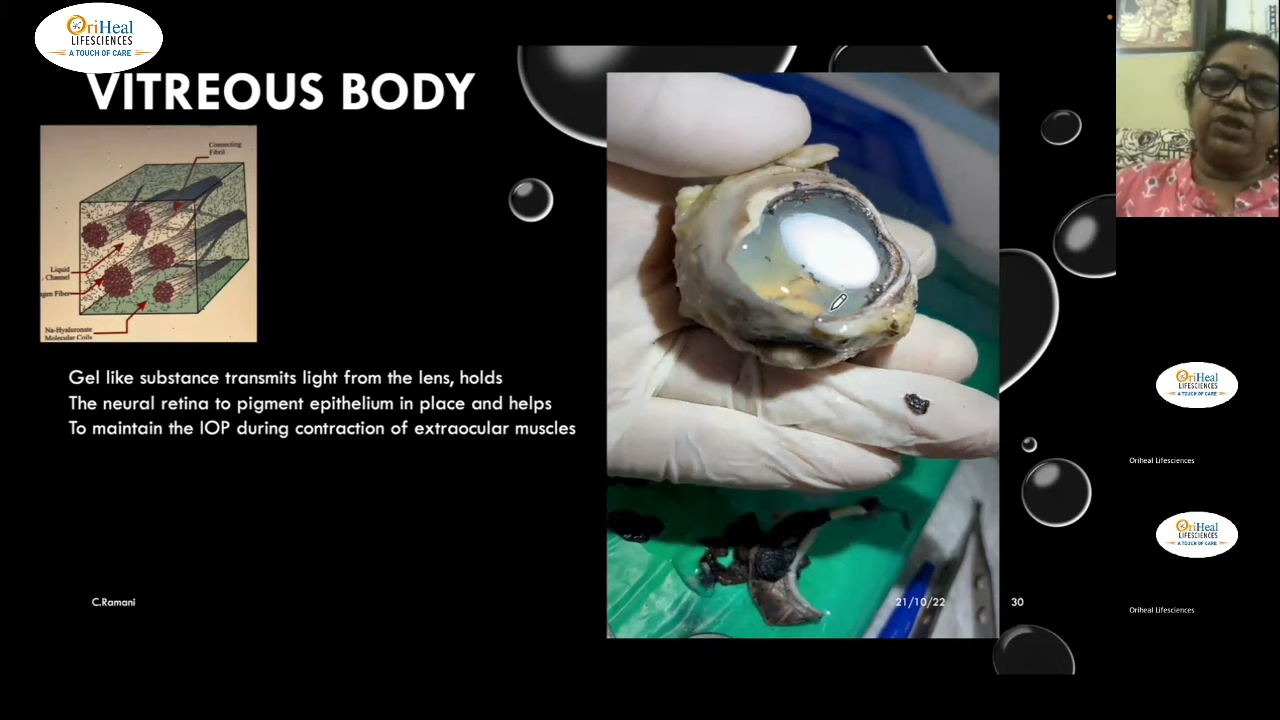 OriHeal
LIFESCIENCES
A TOUCH OF CARE
VITREOUS BODY
Connecting
Fibril
Liquid
Channel
gen Fiber
Na-Hyaluronate
Molecular Coils
Gel like substance transmits light from the lens, holds
The neural retina to pigment epithelium in place and helps
To maintain the IOP during contraction of extraocular muscles
C.Ramani
21/10/22
30
OriHeal
LIFESCIENCES
A TOUCH OF CARE
Oriheal Lifesciences
OriHeal
LIFESCIENCES
A TOUCH OF CARE
Oriheal Lifesciences